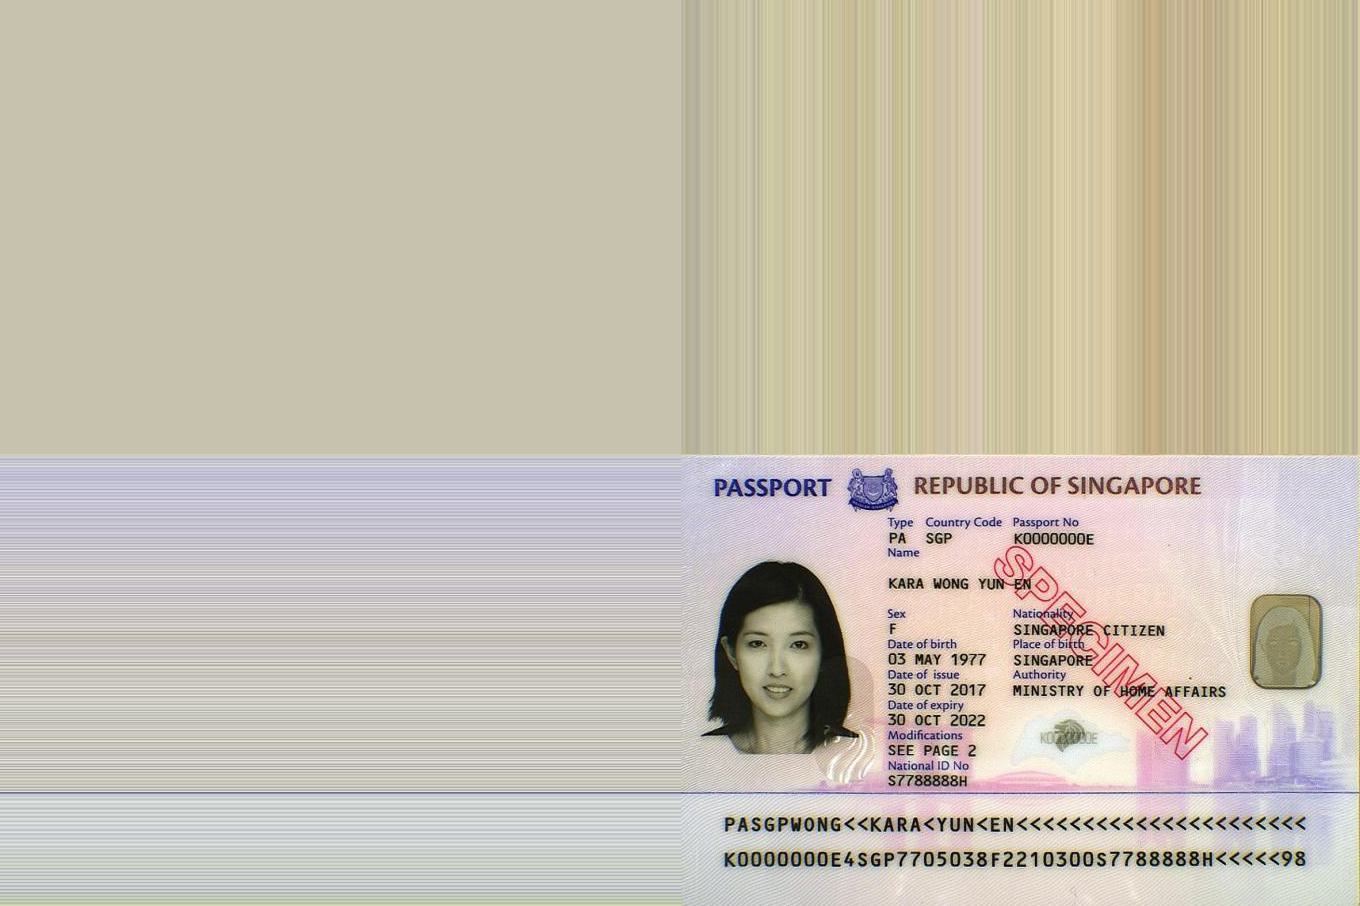 PASSPORT REPUBLIC OF SINGAPORE
Type Country Code Passport No
PA SGP K0000000E
Name
KARA WONG YUN EN
Sex Nationality
F SINGAPORE CITIZEN
Date of birth Place of birth
03 MAY 1977 SINGAPORE
Date of issue Authority
30 OCT 2017 MINISTRY OF HOME AFFAIRS
Date of expiry
30 OCT 2022
Modifications
SEE PAGE 2
National ID No
S7788888H
SPECIMEN
K0000000E
PASGPWONG<<KARA<YUN<EN<<<<<<<<<<<<<<<<<<<<<<
K0000000E4SGP7705038F2210300S7788888H<<<<<98